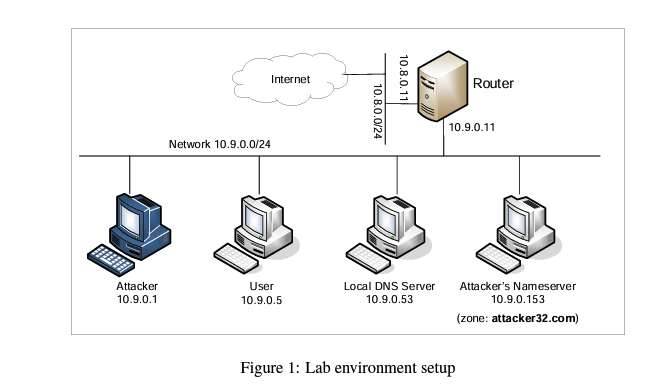 Internet
10.8.0.11
10.8.0.0/24
Router
10.9.0.11
Network 10.9.0.0/24
Attacker
10.9.0.1
User
10.9.0.5
Local DNS Server
10.9.0.53
Attacker's Nameserver
10.9.0.153
(zone: attacker32.com)
Figure 1: Lab environment setup